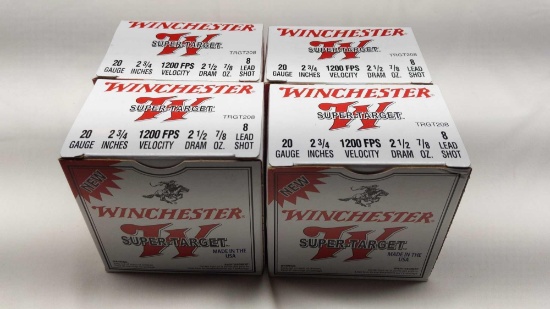 WINCHESTER
SUPER-TARGET
TRGT208
20 GAUGE 2 3/4 INCHES 1200 FPS VELOCITY 2 1/2 DRAM 7/8 OZ. 8 LEAD SHOT
WINCHESTER
SUPER-TARGET
TRGT208
20 GAUGE 2 3/4 INCHES 1200 FPS VELOCITY 2 1/2 DRAM 7/8 OZ. 8 LEAD SHOT
WINCHESTER
SUPER-TARGET
TRGT208
20 GAUGE 2 3/4 INCHES 1200 FPS VELOCITY 2 1/2 DRAM 7/8 OZ. 8 LEAD SHOT
NEW
WINCHESTER
SUPER-TARGET
MADE IN THE
USA
WINCHESTER
SUPER-TARGET
TRGT208
20 GAUGE 2 3/4 INCHES 1200 FPS VELOCITY 2 1/2 DRAM 7/8 OZ. 8 LEAD SHOT
NEW
WINCHESTER
SUPER-TARGET
MADE IN THE
USA